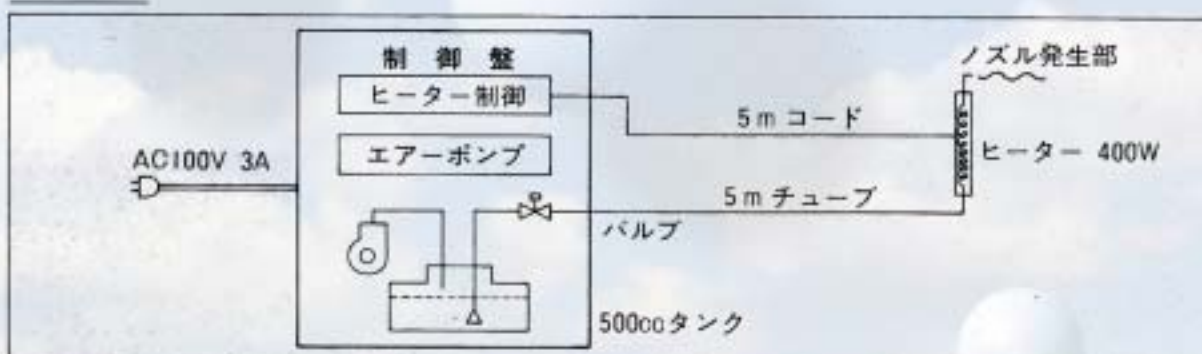 制御盤
ヒーター制御
エアーポンプ
AC100V 3A
5mコード
5mチューブ
バルブ
500ccタンク
ノズル発生部
ヒーター 400W